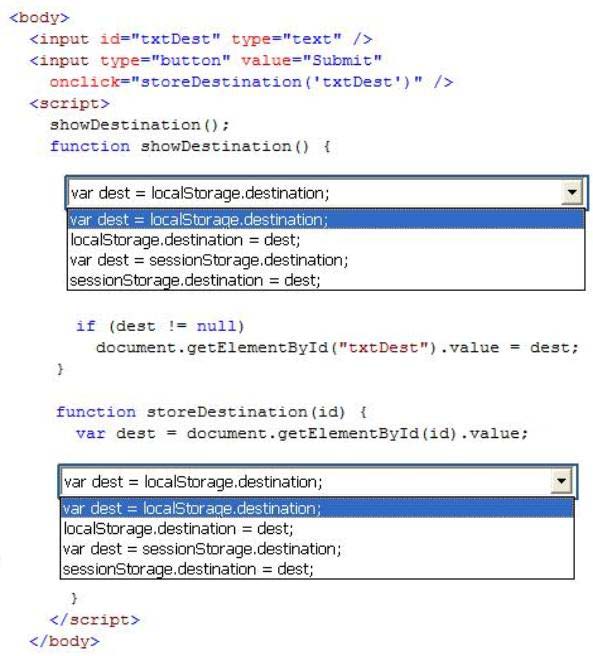 <body>
<input id="txtDest" type="text" />
<input type="button" value="Submit"
onclick="storeDestination('txtDest')" />
<script>
showDestination();
function showDestination() {
var dest = localStorage.destination;
var dest = localStorage.destination;
localStorage.destination = dest;
var dest = sessionStorage.destination;
sessionStorage.destination = dest;
if (dest != null)
document.getElementById("txtDest").value = dest;
}
function storeDestination(id) {
var dest = document.getElementById(id).value;
var dest = localStorage.destination;
var dest = localStorage.destination;
localStorage.destination = dest;
var dest = sessionStorage.destination;
sessionStorage.destination = dest;
}
</script>
</body>